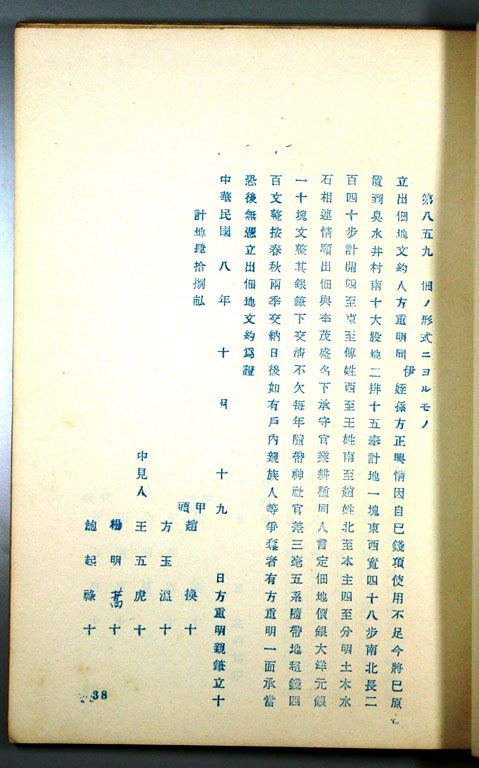 第八五九 佃ノ形式ニヨルモノ
立出佃地文約人方重明同伊姪係方正興情因自己錢項使用不足今將已原
置到臭水井村南十大股地二排十五奉計地一塊東西寬四十八步南北長二
百四十步計開四至東至傅姓西至王姓南至趙姓北至本主四至分明土木水
石相連情願出佃與李茂處名下承守官業耕種同人言定佃地價銀大洋元銀
一十塊文整其銀筆下交清不欠每年隨帶神社官差三毫五系隨帶地租錢四
百文整按春秋兩季交納日後如有戶內親族人等爭奪者有方重明一面承當
恐後無憑立出佃地文約爲證
中華民國八年十月十九日方重明親筆立十
計地肆拾捌畝
甲頭 趙換十
方玉溫十
中見人 王五虎十
楊明萬十
鮑起祿十
38